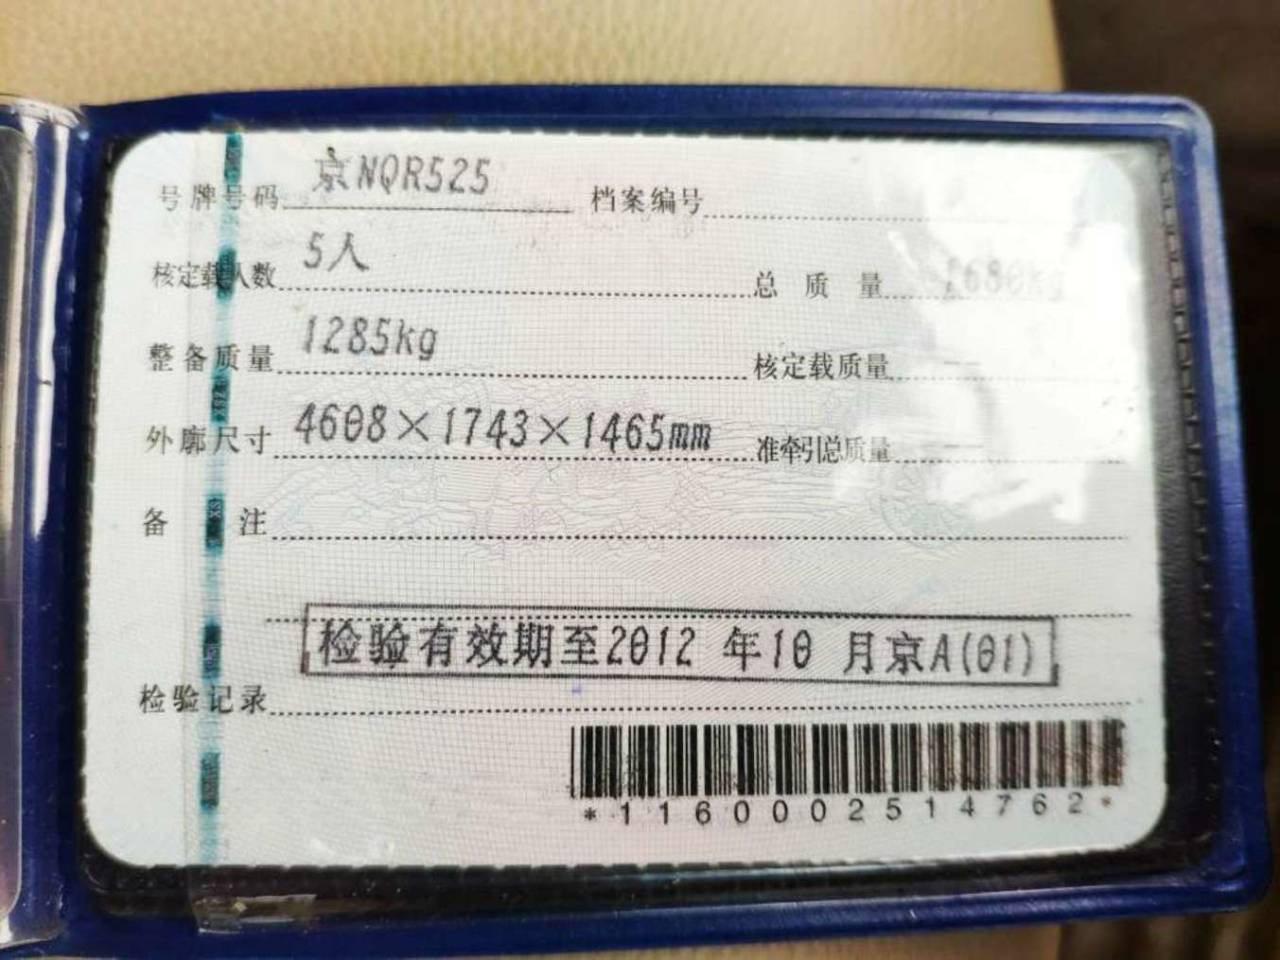 号牌号码 京NQR525 档案编号
核定载人数 5人 总质量 1680kg
整备质量 1285kg 核定载质量 —
外廓尺寸 4608×1743×1465mm 准牵引总质量 —
备注
检验有效期至2012 年10 月京A(01)
检验记录
*1160002514762*